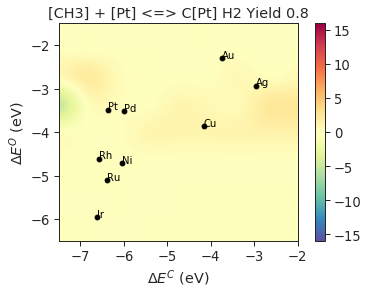 [CH3] + [Pt] <=> C[Pt] H2 Yield 0.8
Au
Ag
Pt
Pd
Cu
Rh
Ni
Ru
Ir
−2
−3
−4
−5
−6
ΔE^O (eV)
−7
−6
−5
−4
−3
−2
ΔE^C (eV)
15
10
5
0
−5
−10
−15